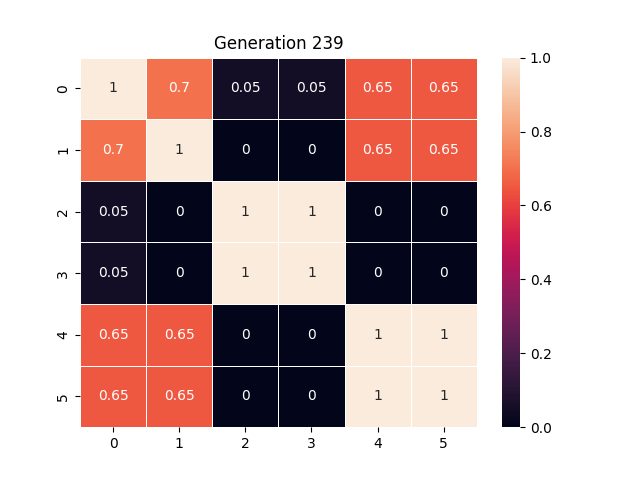 Generation 239
0 1 0.7 0.05 0.05 0.65 0.65
1 0.7 1 0 0 0.65 0.65
2 0.05 0 1 1 0 0
3 0.05 0 1 1 0 0
4 0.65 0.65 0 0 1 1
5 0.65 0.65 0 0 1 1
0 1 2 3 4 5
1.0
0.8
0.6
0.4
0.2
0.0